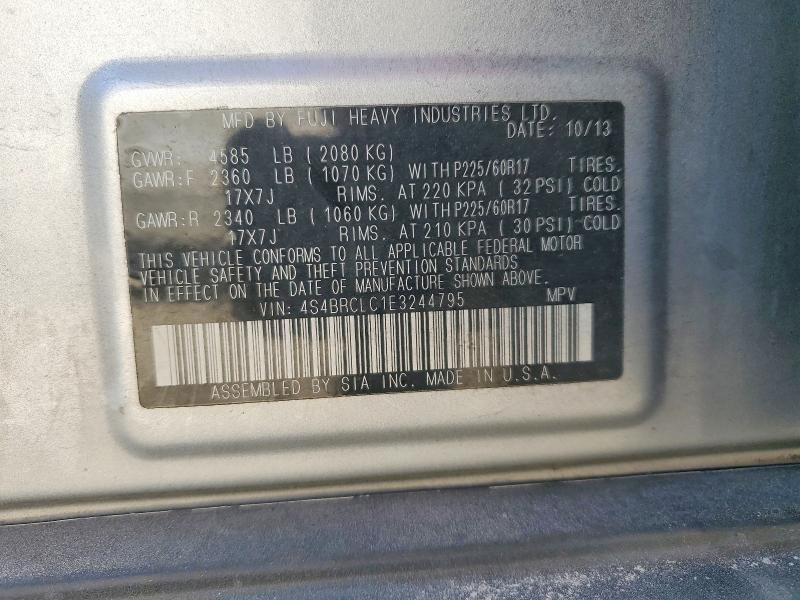 MFD BY FUJI HEAVY INDUSTRIES LTD.
DATE: 10/13
GVWR: 4585 LB (2080 KG)
GAWR:F 2360 LB (1070 KG) WITH P225/60R17 TIRES.
17X7J RIMS. AT 220 KPA (32 PSI) COLD
GAWR:R 2340 LB (1060 KG) WITH P225/60R17 TIRES.
17X7J RIMS. AT 210 KPA (30 PSI) COLD
THIS VEHICLE CONFORMS TO ALL APPLICABLE FEDERAL MOTOR
VEHICLE SAFETY AND THEFT PREVENTION STANDARDS
IN EFFECT ON THE DATE OF MANUFACTURE SHOWN ABOVE.
VIN: 4S4BRCLC1E3244795 MPV
ASSEMBLED BY SIA INC. MADE IN U.S.A.